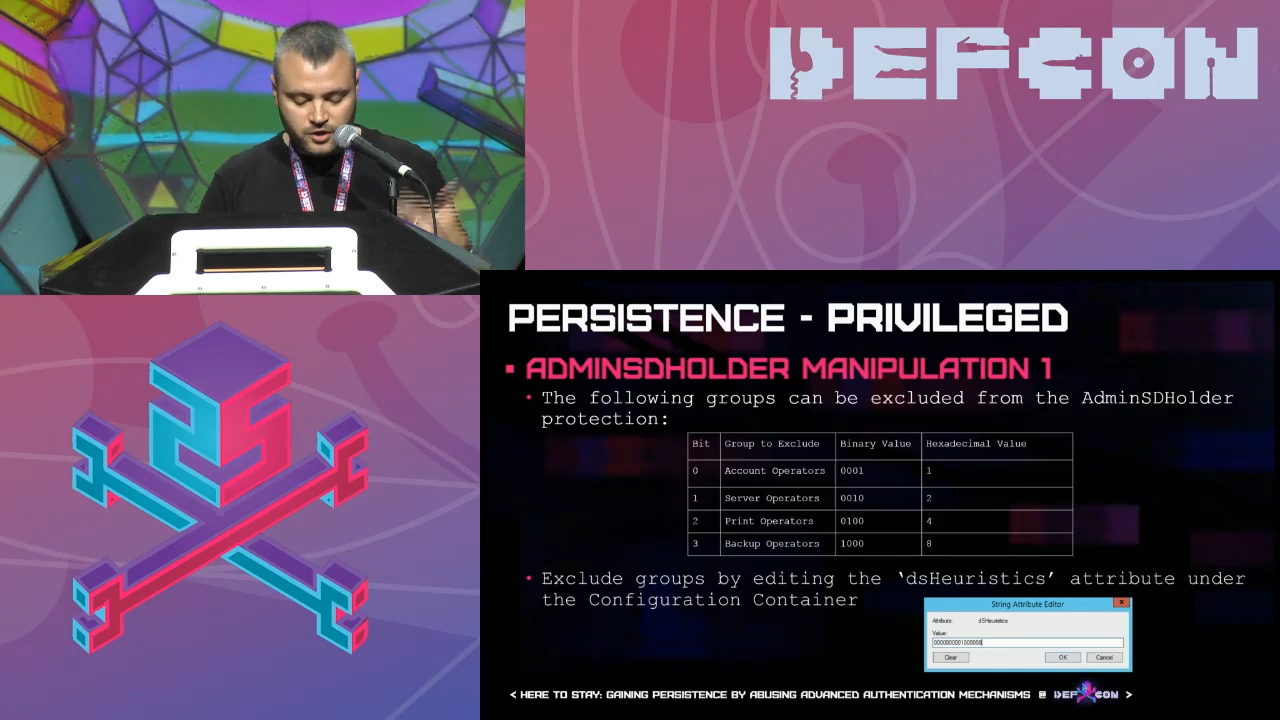 DEFCON
PERSISTENCE - PRIVILEGED
▪ ADMINSDHOLDER MANIPULATION 1
• The following groups can be excluded from the AdminSDHolder
protection:
Bit Group to Exclude Binary Value Hexadecimal Value
0 Account Operators 0001 1
1 Server Operators 0010 2
2 Print Operators 0100 4
3 Backup Operators 1000 8
• Exclude groups by editing the ‘dsHeuristics’ attribute under
the Configuration Container
String Attribute Editor
Attribute: dSHeuristics
Value:
Clear OK Cancel
< HERE TO STAY: GAINING PERSISTENCE BY ABUSING ADVANCED AUTHENTICATION MECHANISMS @ DEF CON >